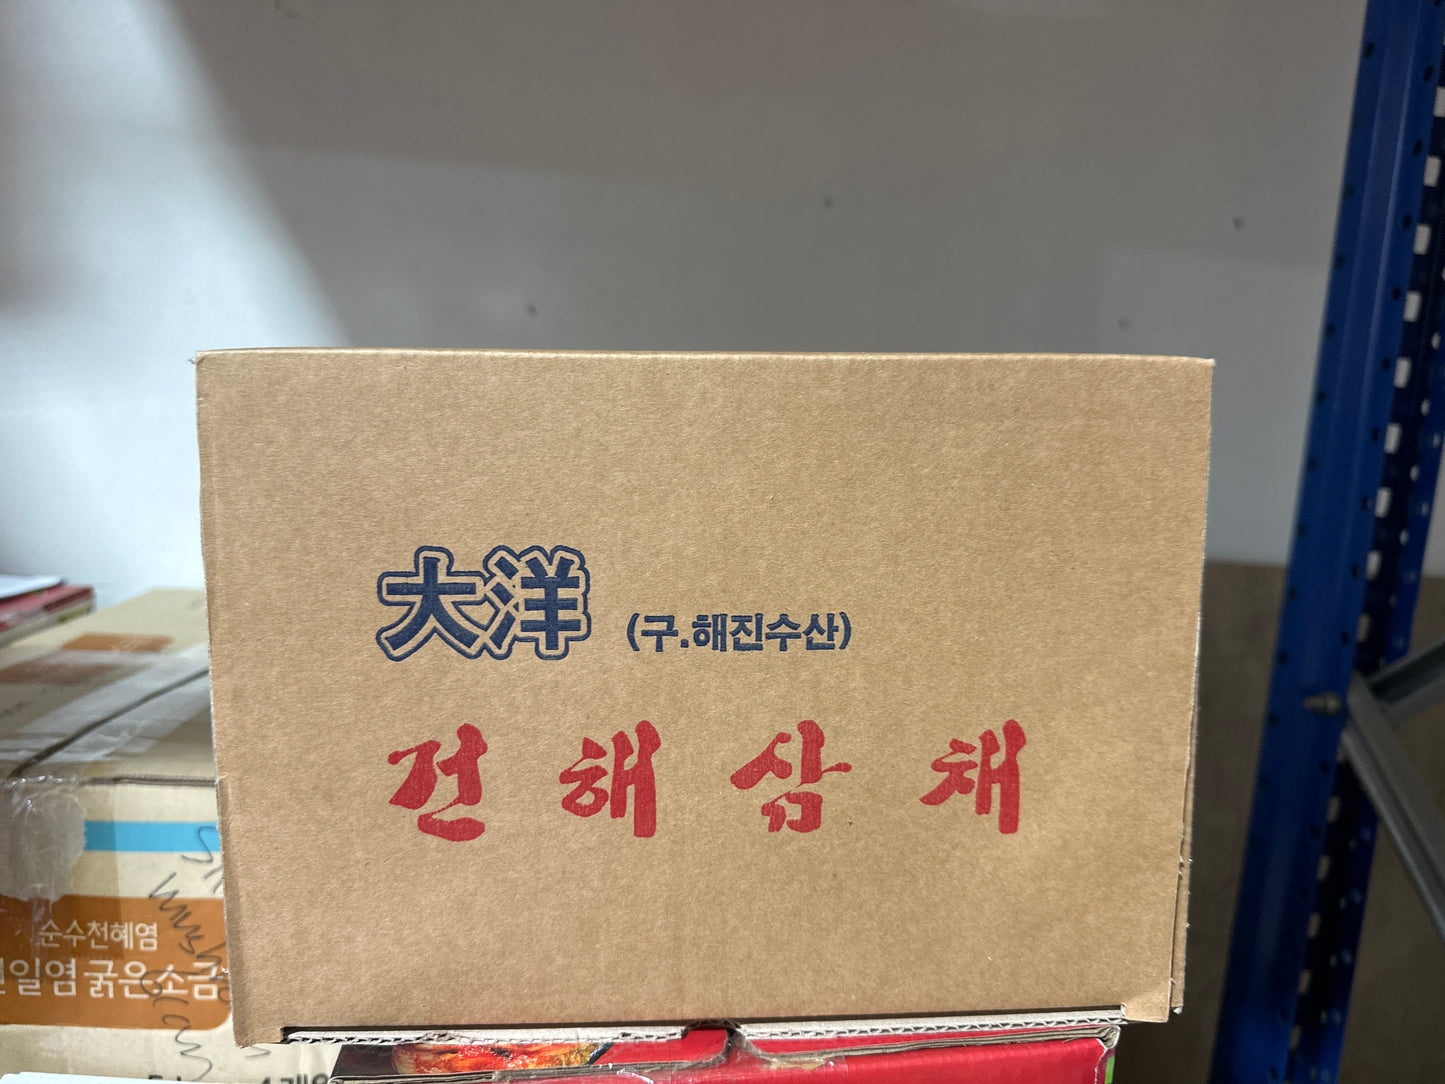 大洋 (구.해진수산)
건 해 삼 채
순수천혜염
일염 굵은소금